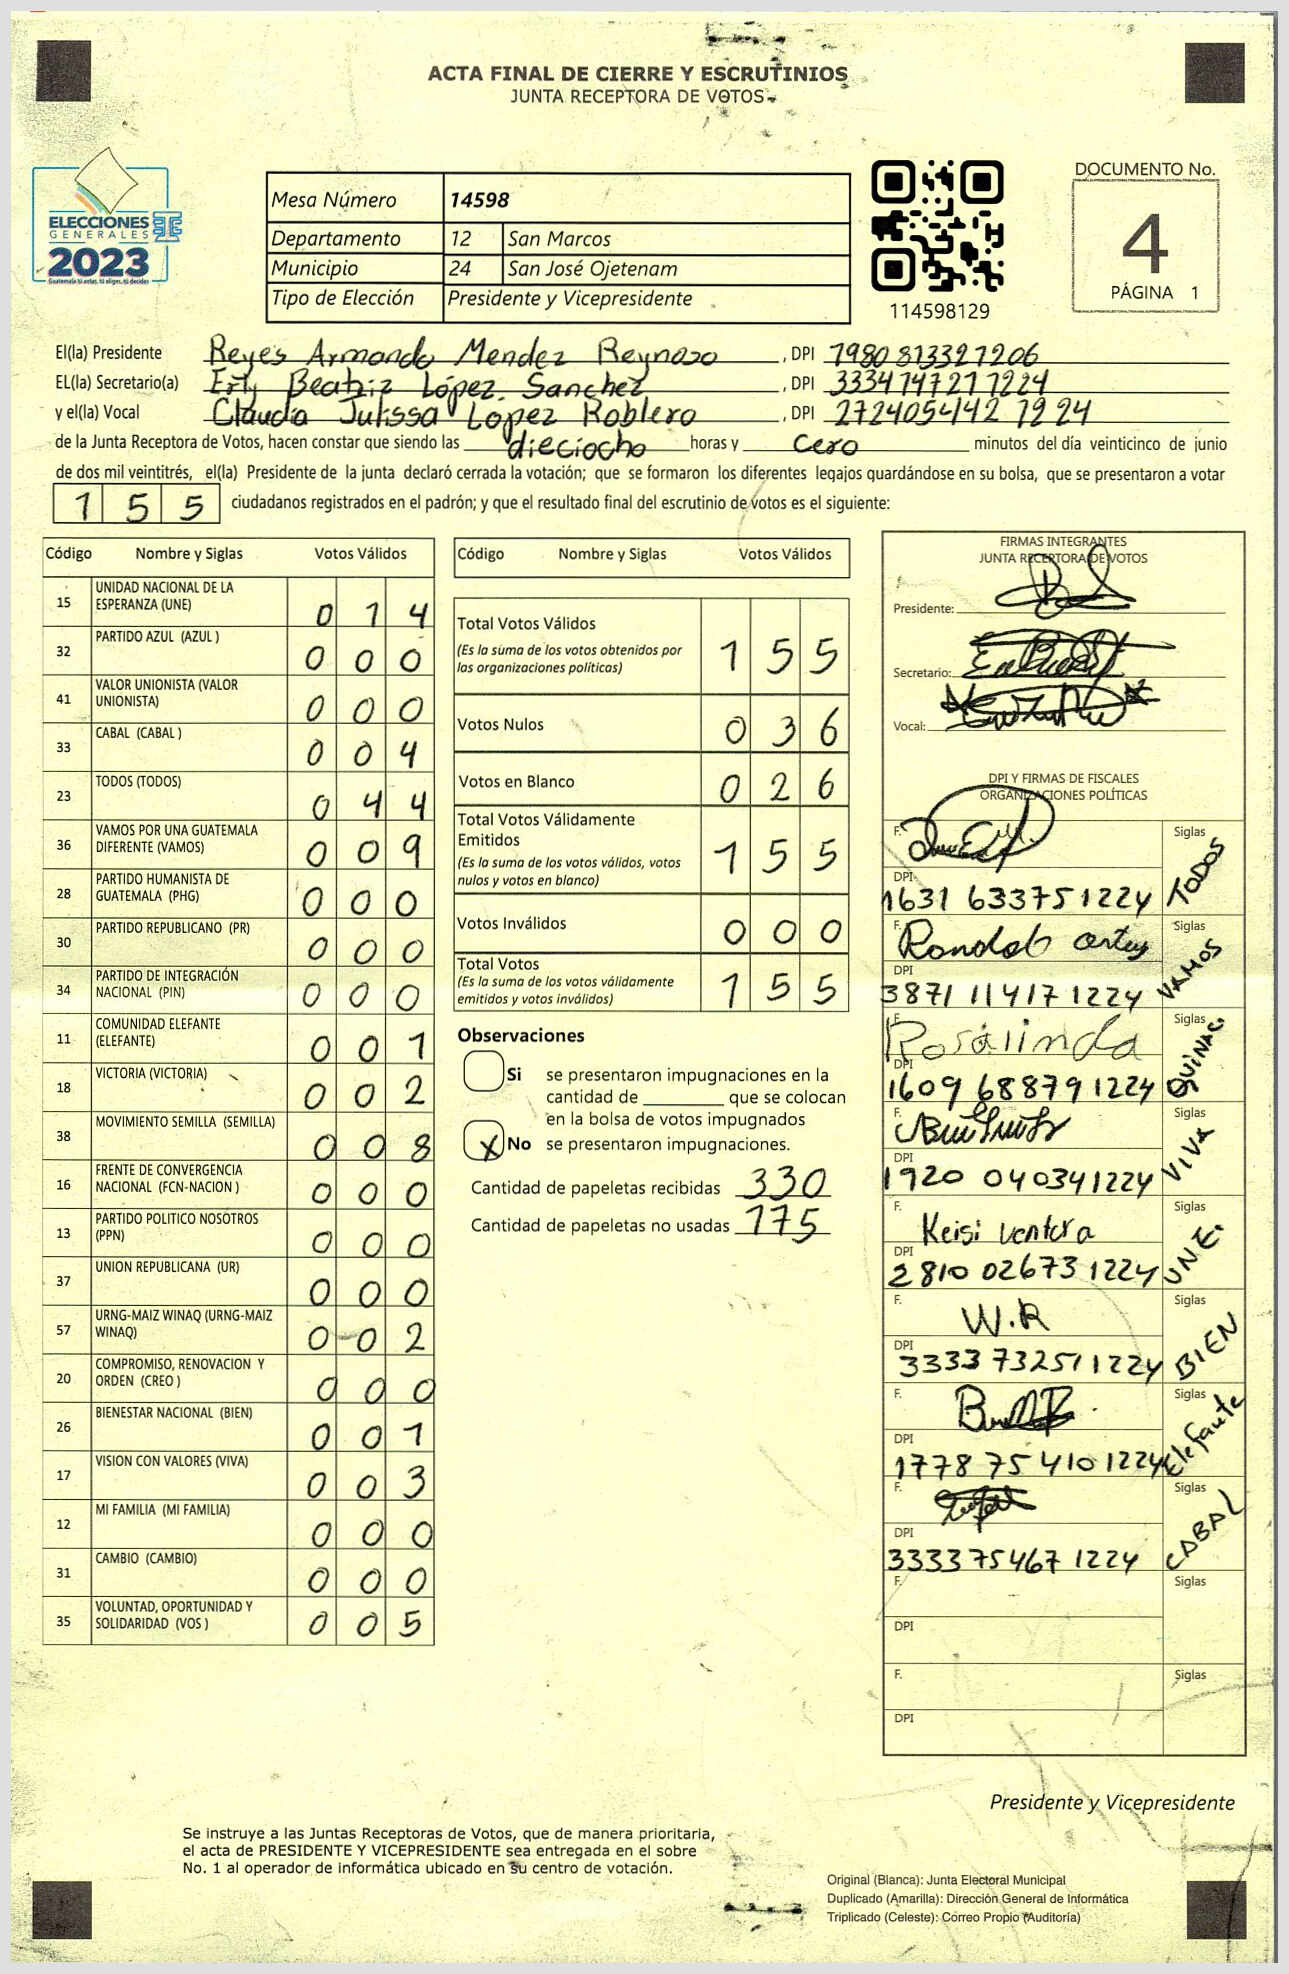 ACTA FINAL DE CIERRE Y ESCRUTINIOS
JUNTA RECEPTORA DE VOTOS
ELECCIONES
GENERALES
2023
Guatemala tú estas, tú eliges, tú decides
Mesa Número 14598
Departamento 12 San Marcos
Municipio 24 San José Ojetenam
Tipo de Elección Presidente y Vicepresidente
114598129
DOCUMENTO No.
4
PÁGINA 1
El(la) Presidente Reyes Armando Mendez Reynoso , DPI 1980 81332 1206
EL(la) Secretario(a) Esly Beatriz López Sanchez , DPI 3334 14721 1224
y el(la) Vocal Claudia Julissa Lopez Roblero , DPI 272405442 1224
de la Junta Receptora de Votos, hacen constar que siendo las dieciocho horas y cero minutos del día veinticinco de junio
de dos mil veintitrés, el(la) Presidente de la junta declaró cerrada la votación; que se formaron los diferentes legajos guardándose en su bolsa, que se presentaron a votar
155 ciudadanos registrados en el padrón; y que el resultado final del escrutinio de votos es el siguiente:
Código Nombre y Siglas Votos Válidos
15 UNIDAD NACIONAL DE LA ESPERANZA (UNE) 0 1 4
32 PARTIDO AZUL (AZUL ) 0 0 0
41 VALOR UNIONISTA (VALOR UNIONISTA) 0 0 0
33 CABAL (CABAL ) 0 0 4
23 TODOS (TODOS) 0 4 4
36 VAMOS POR UNA GUATEMALA DIFERENTE (VAMOS) 0 0 9
28 PARTIDO HUMANISTA DE GUATEMALA (PHG) 0 0 0
30 PARTIDO REPUBLICANO (PR) 0 0 0
34 PARTIDO DE INTEGRACIÓN NACIONAL (PIN) 0 0 0
11 COMUNIDAD ELEFANTE (ELEFANTE) 0 0 1
18 VICTORIA (VICTORIA) 0 0 2
38 MOVIMIENTO SEMILLA (SEMILLA) 0 0 8
16 FRENTE DE CONVERGENCIA NACIONAL (FCN-NACION ) 0 0 0
13 PARTIDO POLITICO NOSOTROS (PPN) 0 0 0
37 UNION REPUBLICANA (UR) 0 0 0
57 URNG-MAIZ WINAQ (URNG-MAIZ WINAQ) 0 0 2
20 COMPROMISO, RENOVACION Y ORDEN (CREO ) 0 0 0
26 BIENESTAR NACIONAL (BIEN) 0 0 1
17 VISION CON VALORES (VIVA) 0 0 3
12 MI FAMILIA (MI FAMILIA) 0 0 0
31 CAMBIO (CAMBIO) 0 0 0
35 VOLUNTAD, OPORTUNIDAD Y SOLIDARIDAD (VOS ) 0 0 5
Código Nombre y Siglas Votos Válidos
Total Votos Válidos 1 5 5
(Es la suma de los votos obtenidos por
las organizaciones políticas)
Votos Nulos 0 3 6
Votos en Blanco 0 2 6
Total Votos Válidamente
Emitidos 1 5 5
(Es la suma de los votos válidos, votos
nulos y votos en blanco)
Votos Inválidos 0 0 0
Total Votos 1 5 5
(Es la suma de los votos válidamente
emitidos y votos inválidos)
Observaciones
Si se presentaron impugnaciones en la
cantidad de ________ que se colocan
en la bolsa de votos impugnados
X No se presentaron impugnaciones.
Cantidad de papeletas recibidas 330
Cantidad de papeletas no usadas 175
FIRMAS INTEGRANTES
JUNTA RECEPTORA DE VOTOS
Presidente:
Secretario:
Vocal:
DPI Y FIRMAS DE FISCALES
ORGANIZACIONES POLÍTICAS
F. Siglas TODOS
DPI 1631 63375 1224
F. Siglas VAMOS
DPI 3871 11417 1224
F. Rosalinda Siglas
DPI 1609 68879 1224
F. Siglas VIVA
DPI 1920 04034 1224
F. Keisi Ventura Siglas UNE.
DPI 2810 02673 1224
F. W.R Siglas BIEN
DPI 3333 73251 1224
F. Siglas Elefante
DPI 1778 75410 1224
F. Siglas CABAL
DPI 3333 75467 1224
F. Siglas
DPI
F. Siglas
DPI
Presidente y Vicepresidente
Se instruye a las Juntas Receptoras de Votos, que de manera prioritaria,
el acta de PRESIDENTE Y VICEPRESIDENTE sea entregada en el sobre
No. 1 al operador de informática ubicado en su centro de votación.
Original (Blanca): Junta Electoral Municipal
Duplicado (Amarilla): Dirección General de Informática
Triplicado (Celeste): Correo Propio (Auditoría)